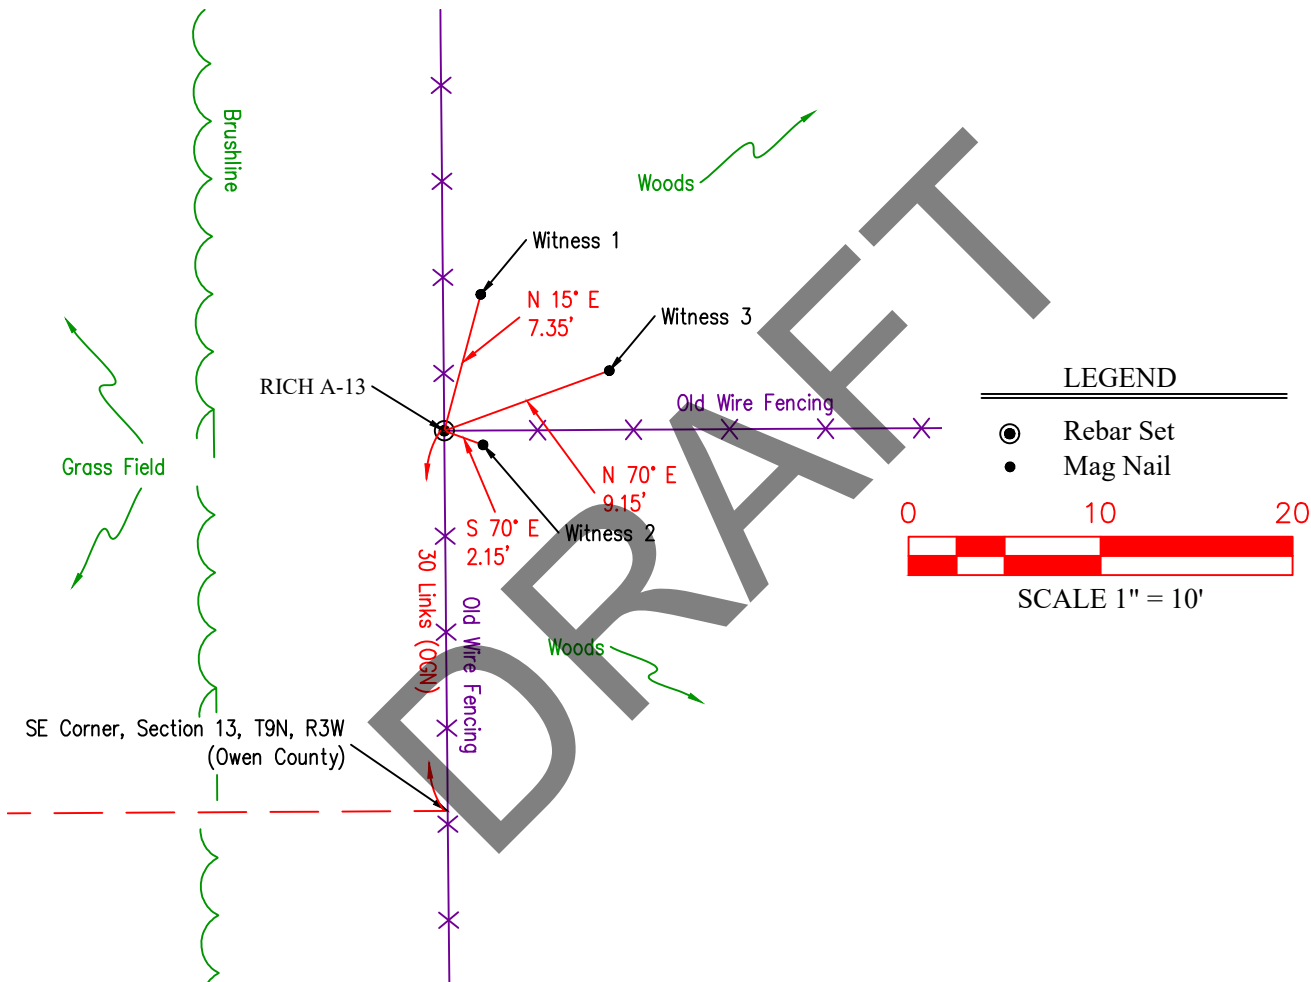 Brushline
Woods
Witness 1
N 15° E
7.35'
Witness 3
RICH A-13
Old Wire Fencing
LEGEND
Rebar Set
Mag Nail
Grass Field
N 70° E
9.15'
S 70° E
2.15'
Witness 2
0 10 20
SCALE 1" = 10'
30 Links (OGN)
Old Wire Fencing
Woods
SE Corner, Section 13, T9N, R3W
(Owen County)
DRAFT